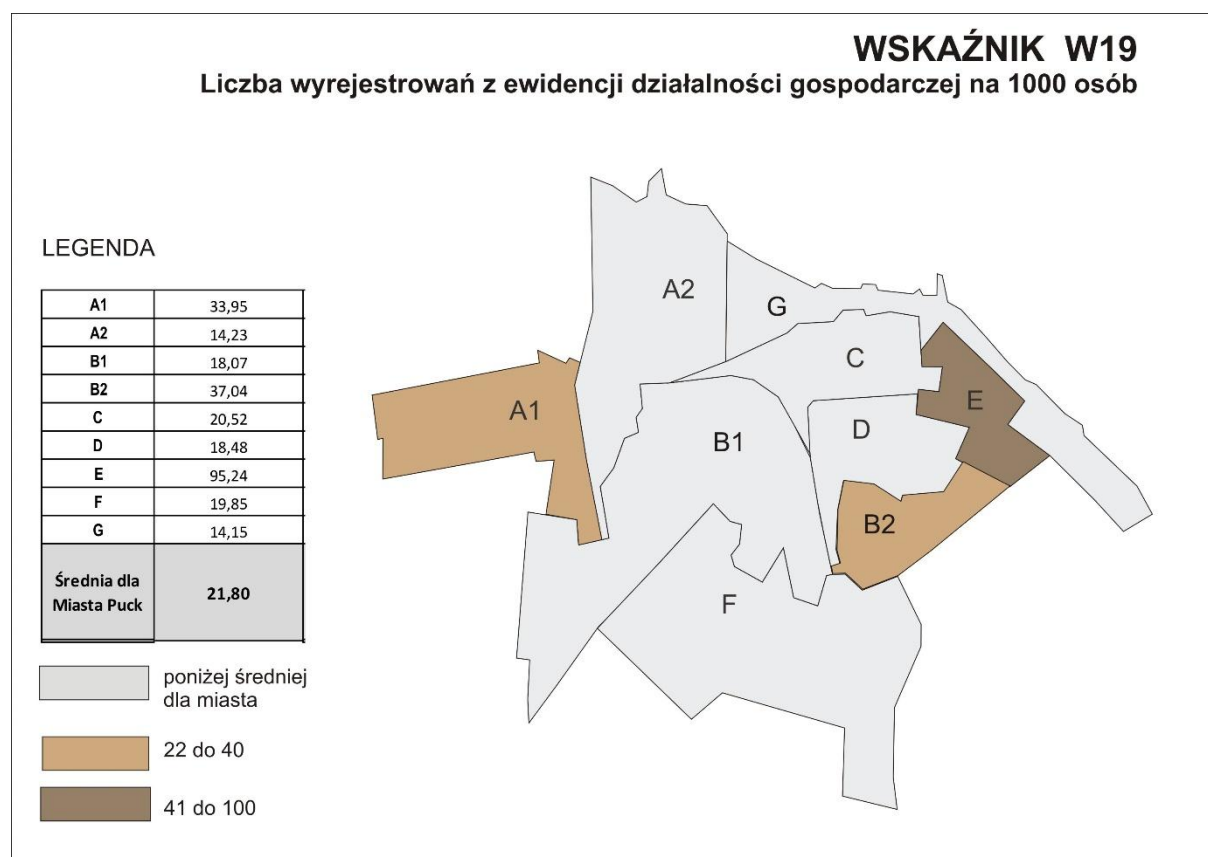 WSKAŹNIK W19
Liczba wyrejestrowań z ewidencji działalności gospodarczej na 1000 osób
LEGENDA
A1 33,95
A2 14,23
B1 18,07
B2 37,04
C 20,52
D 18,48
E 95,24
F 19,85
G 14,15
Średnia dla
Miasta Puck 21,80
poniżej średniej
dla miasta
22 do 40
41 do 100
A2
G
C
A1
E
B1
D
B2
F